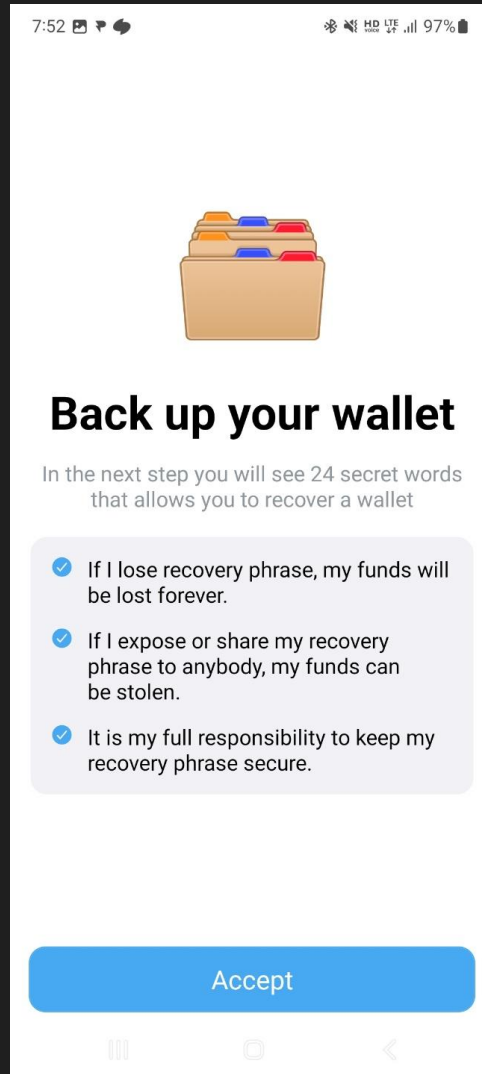 7:52 HD voice LTE 97%
Back up your wallet
In the next step you will see 24 secret words
that allows you to recover a wallet
If I lose recovery phrase, my funds will
be lost forever.
If I expose or share my recovery
phrase to anybody, my funds can
be stolen.
It is my full responsibility to keep my
recovery phrase secure.
Accept